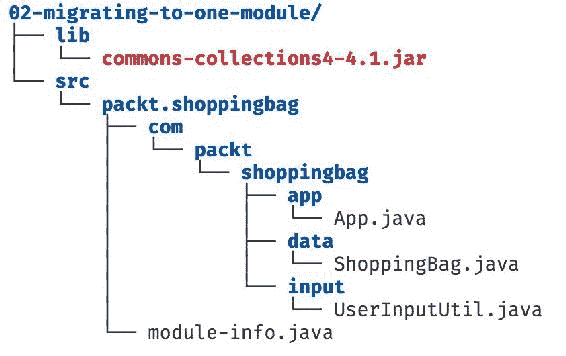 02-migrating-to-one-module/
├── lib
│   └── commons-collections4-4.1.jar
└── src
    └── packt.shoppingbag
        ├── com
        │   └── packt
        │       └── shoppingbag
        │           ├── app
        │           │   └── App.java
        │           ├── data
        │           │   └── ShoppingBag.java
        │           └── input
        │               └── UserInputUtil.java
        └── module-info.java